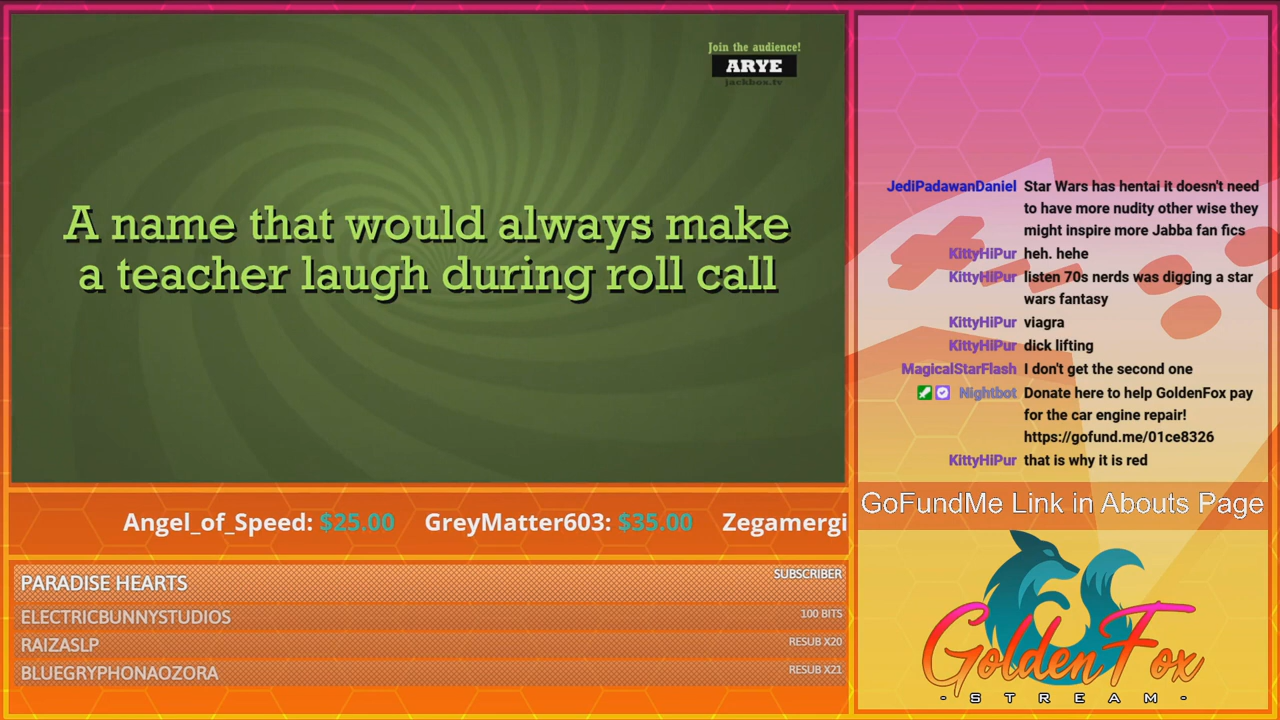 Join the audience!
ARYE
jackbox.tv
A name that would always make
a teacher laugh during roll call
JediPadawanDaniel Star Wars has hentai it doesn't need
to have more nudity other wise they
might inspire more Jabba fan fics
KittyHiPur heh. hehe
KittyHiPur listen 70s nerds was digging a star
wars fantasy
KittyHiPur viagra
KittyHiPur dick lifting
MagicalStarFlash I don't get the second one
Nightbot Donate here to help GoldenFox pay
for the car engine repair!
https://gofund.me/01ce8326
KittyHiPur that is why it is red
GoFundMe Link in Abouts Page
Angel_of_Speed: $25.00 GreyMatter603: $35.00 Zegamergi
PARADISE HEARTS SUBSCRIBER
ELECTRICBUNNYSTUDIOS 100 BITS
RAIZASLP RESUB X20
BLUEGRYPHONAOZORA RESUB X21
GoldenFox
- S T R E A M -